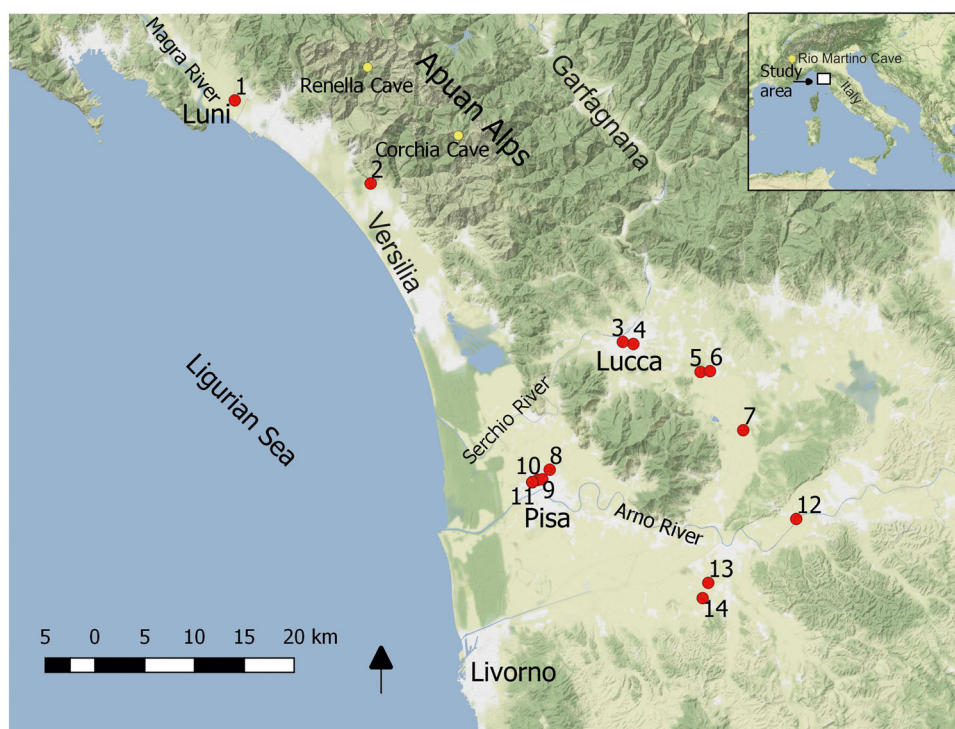 Magra River
1
Luni
Renella Cave
Apuan Alps
Corchia Cave
Garfagnana
Rio Martino Cave
Study
area
Italy
2
Versilia
3
4
Lucca
5
6
7
Ligurian Sea
Serchio River
8
10
9
11
Pisa
Arno River
12
13
14
5 0 5 10 15 20 km
Livorno